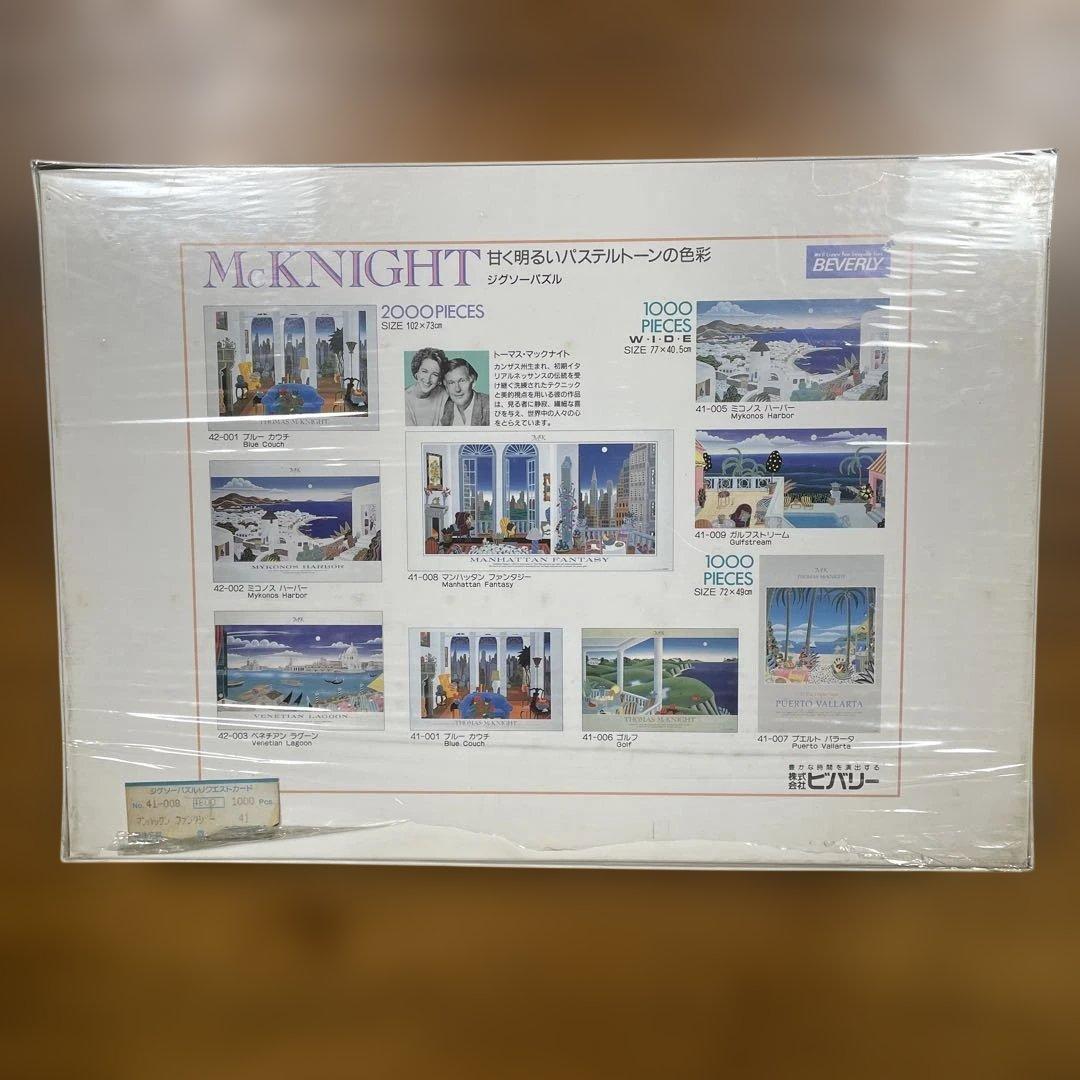 McKNIGHT 甘く明るいパステルトーンの色彩
ジグソーパズル
BEVERLY
2000PIECES
SIZE 102×73cm
1000
PIECES
W・I・D・E
SIZE 77×40.5cm
トーマス・マックナイト
カンザス州生まれ、初期イタ
リアルネッサンスの伝統を受
け継ぐ洗練されたテクニック
と美的視点を用いる彼の作品
は、見る者に静寂、繊細な喜
びを与え、世界中の人々の心
をとらえています。
THOMAS McKNIGHT
42-001 ブルー カウチ
Blue Couch
41-005 ミコノス ハーバー
Mykonos Harbor
MYKONOS HARBOR
42-002 ミコノス ハーバー
Mykonos Harbor
MANHATTAN FANTASY
41-008 マンハッタン ファンタジー
Manhattan Fantasy
41-009 ガルフストリーム
Gulfstream
1000
PIECES
SIZE 72×49cm
VENETIAN LAGOON
42-003 ベネチアン ラグーン
Venetian Lagoon
THOMAS McKNIGHT
41-001 ブルー カウチ
Blue Couch
THOMAS McKNIGHT
41-006 ゴルフ
Golf
THOMAS McKNIGHT
PUERTO VALLARTA
41-007 プエルト バラータ
Puerto Vallarta
豊かな時間を演出する
株式会社 ビバリー
ジグソーパズルリクエストカード
No. 41-008 1000 Pcs.
マンハッタン ファンタジー 41